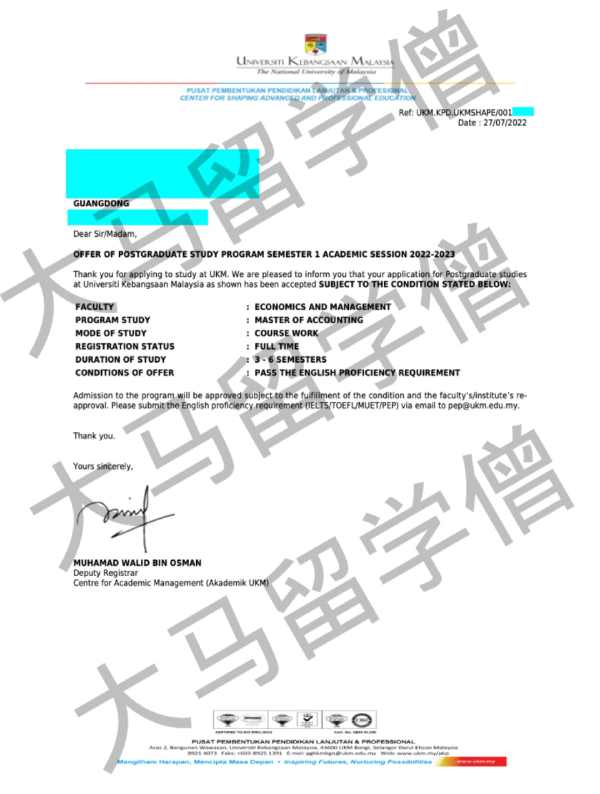 UNIVERSITI KEBANGSAAN MALAYSIA
The National University of Malaysia
PUSAT PEMBENTUKAN PENDIDIKAN LANJUTAN & PROFESIONAL
CENTER FOR SHAPING ADVANCED AND PROFESSIONAL EDUCATION
Ref: UKM.KPD.UKMSHAPE/001
Date : 27/07/2022
GUANGDONG
Dear Sir/Madam,
OFFER OF POSTGRADUATE STUDY PROGRAM SEMESTER 1 ACADEMIC SESSION 2022-2023
Thank you for applying to study at UKM. We are pleased to inform you that your application for Postgraduate studies
at Universiti Kebangsaan Malaysia as shown has been accepted SUBJECT TO THE CONDITION STATED BELOW:
FACULTY : ECONOMICS AND MANAGEMENT
PROGRAM STUDY : MASTER OF ACCOUNTING
MODE OF STUDY : COURSE WORK
REGISTRATION STATUS : FULL TIME
DURATION OF STUDY : 3 - 6 SEMESTERS
CONDITIONS OF OFFER : PASS THE ENGLISH PROFICIENCY REQUIREMENT
Admission to the program will be approved subject to the fulfillment of the condition and the faculty's/institute's re-
approval. Please submit the English proficiency requirement (IELTS/TOEFL/MUET/PEP) via email to pep@ukm.edu.my.
Thank you.
Yours sincerely,
MUHAMAD WALID BIN OSMAN
Deputy Registrar
Centre for Academic Management (Akademik UKM)
PUSAT PEMBENTUKAN PENDIDIKAN LANJUTAN & PROFESSIONAL
Aras 2, Bangunan Wawasan, Universiti Kebangsaan Malaysia, 43600 UKM Bangi, Selangor Darul Ehsan Malaysia
Mengilham Harapan, Mencipta Masa Depan • Inspiring Futures, Nurturing Possibilities
www.ukm.my
大马留学僧
大马留学僧
大马留学僧